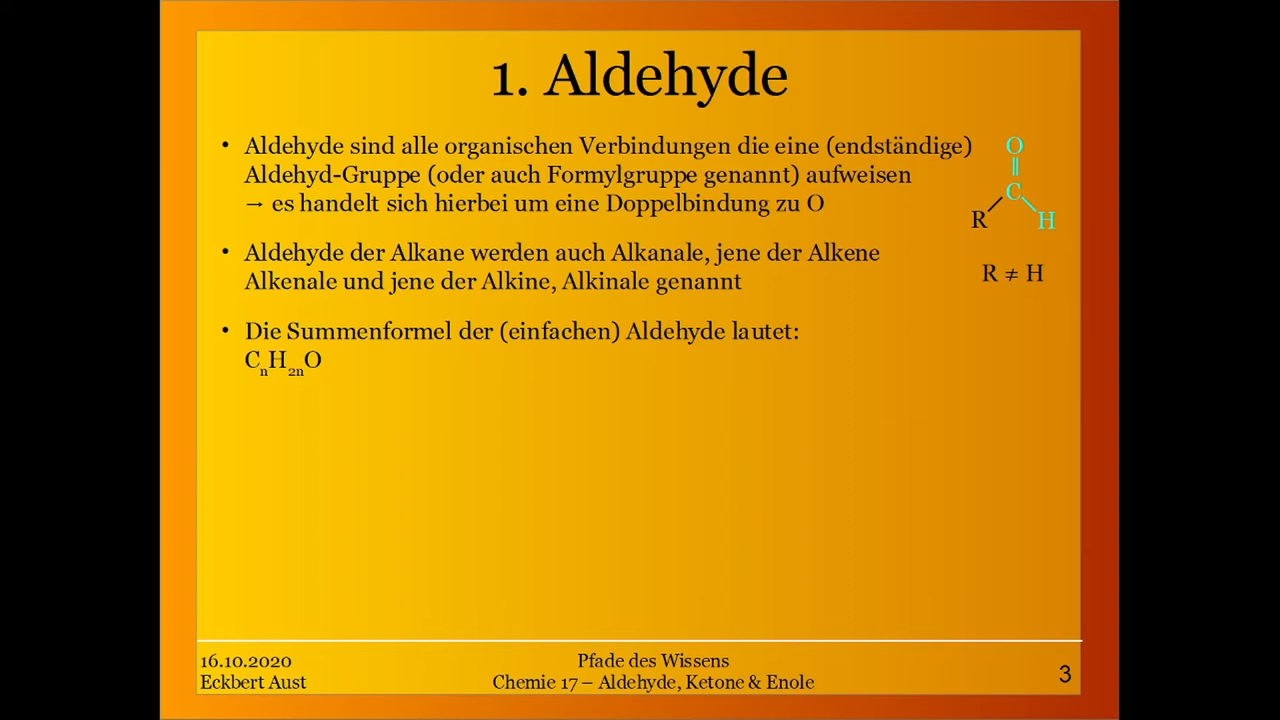 1. Aldehyde
• Aldehyde sind alle organischen Verbindungen die eine (endständige)
Aldehyd-Gruppe (oder auch Formylgruppe genannt) aufweisen
→ es handelt sich hierbei um eine Doppelbindung zu O
• Aldehyde der Alkane werden auch Alkanale, jene der Alkene
Alkenale und jene der Alkine, Alkinale genannt
• Die Summenformel der (einfachen) Aldehyde lautet:
CₙH₂ₙO
O
C
R H
R ≠ H
16.10.2020
Eckbert Aust
Pfade des Wissens
Chemie 17 – Aldehyde, Ketone & Enole
3